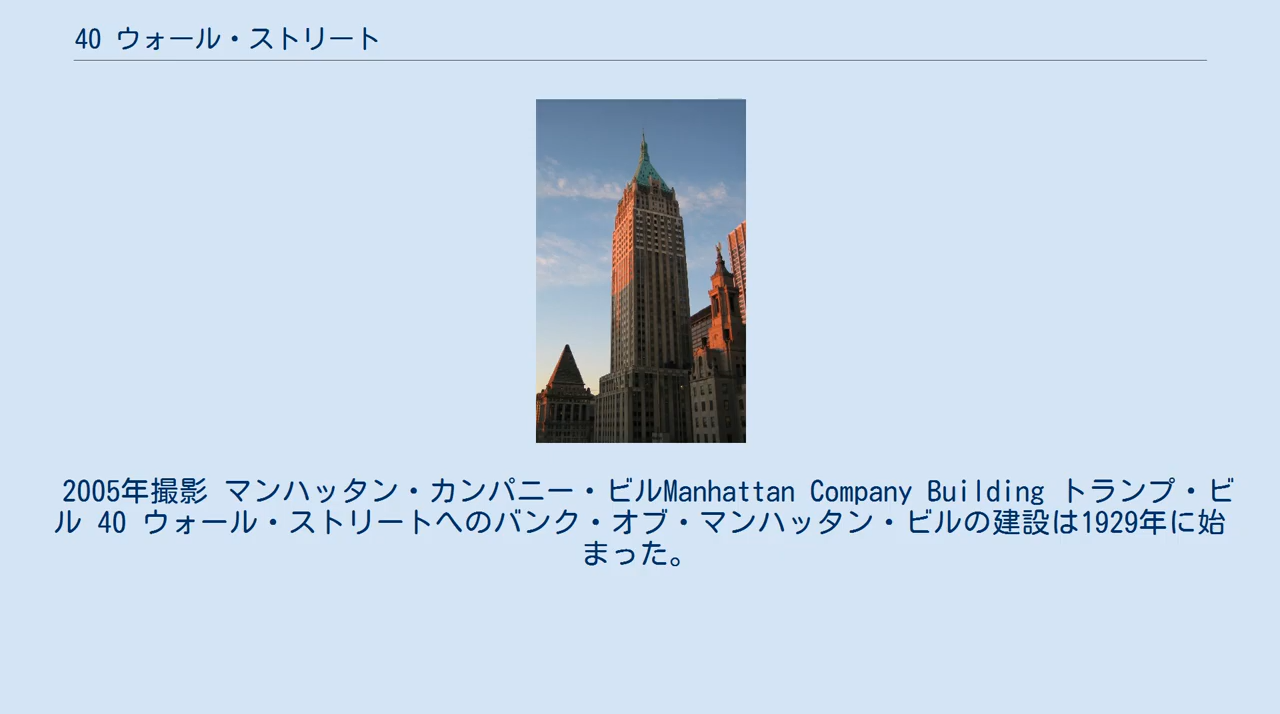 40 ウォール・ストリート
2005年撮影 マンハッタン・カンパニー・ビルManhattan Company Building トランプ・ビ
ル 40 ウォール・ストリートへのバンク・オブ・マンハッタン・ビルの建設は1929年に始
まった。